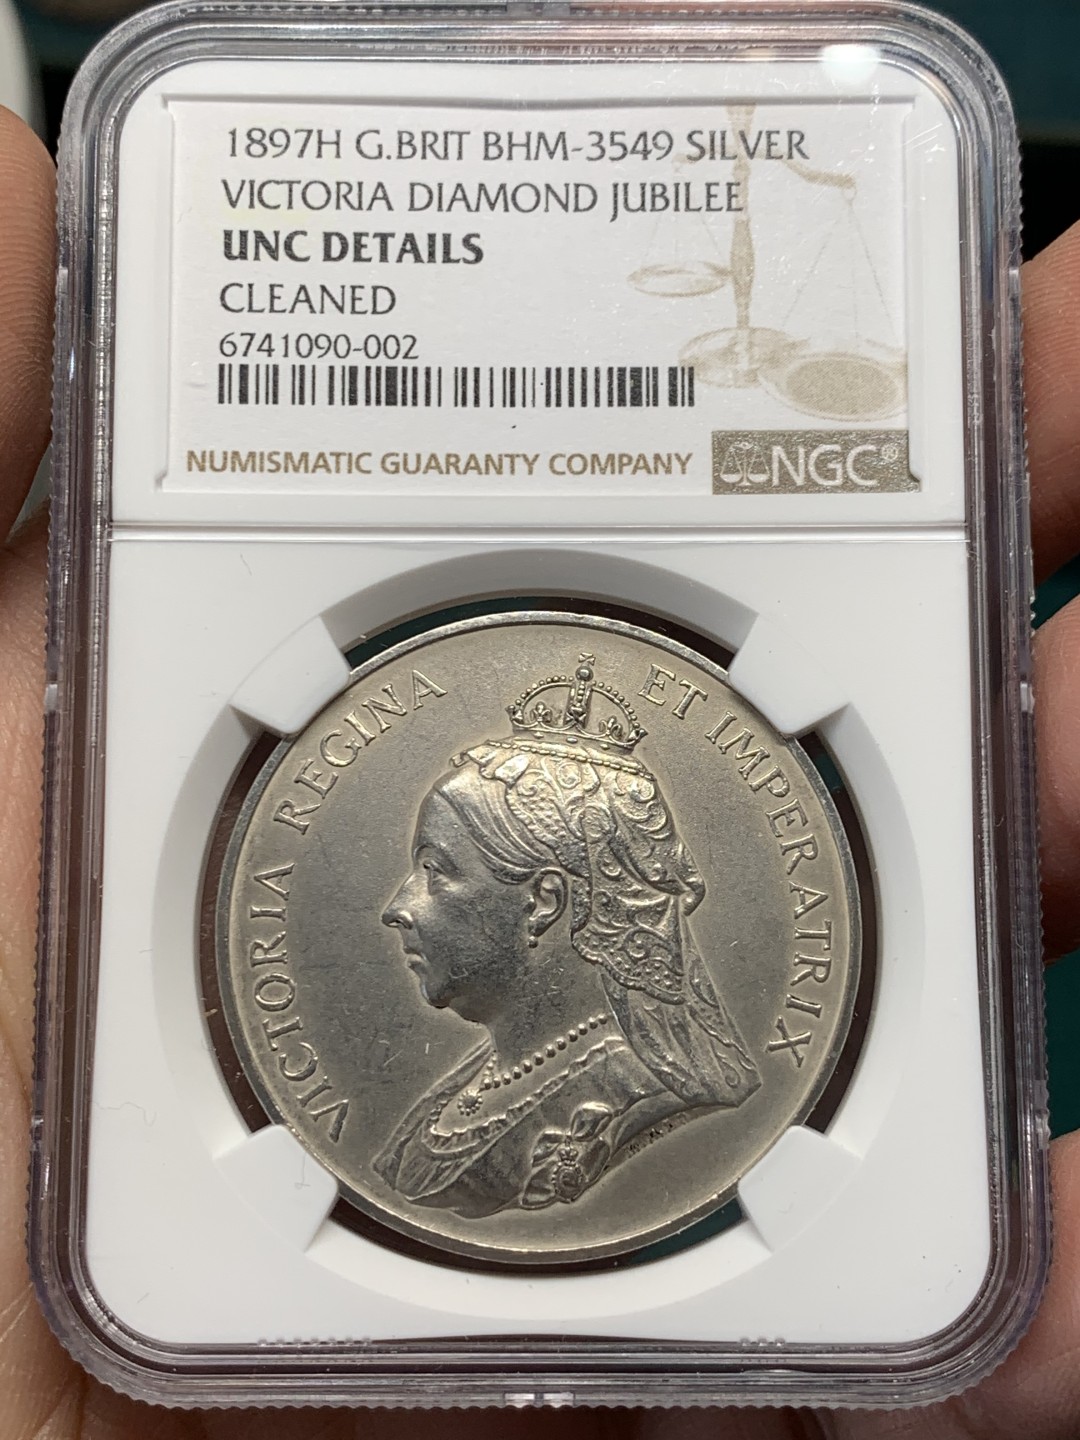 1897H G.BRIT BHM-3549 SILVER
VICTORIA DIAMOND JUBILEE
UNC DETAILS
CLEANED
6741090-002
NUMISMATIC GUARANTY COMPANY NGC®
VICTORIA REGINA ET IMPERATRIX